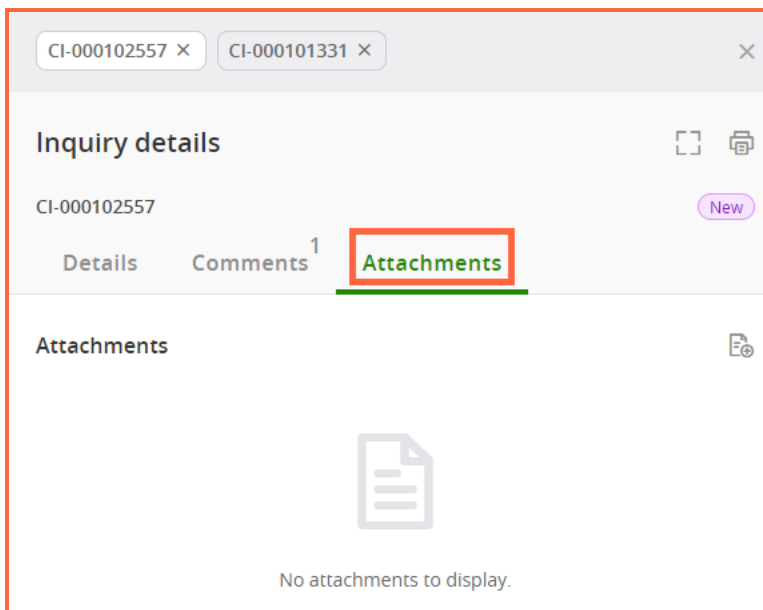 CI-000102557 × CI-000101331 × ×
Inquiry details
CI-000102557 New
Details Comments 1 Attachments
Attachments
No attachments to display.